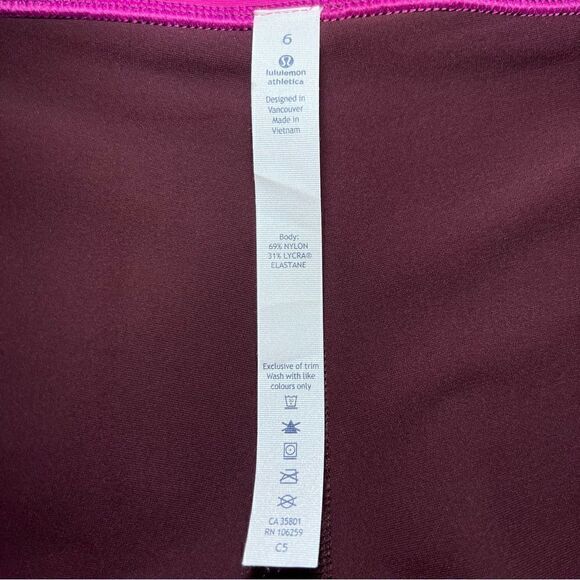 6
lululemon
athletica
Designed in
Vancouver
Made in
Vietnam
Body:
69% NYLON
31% LYCRA®
ELASTANE
Exclusive of trim
Wash with like
colours only
CA 35801
RN 106259
C5